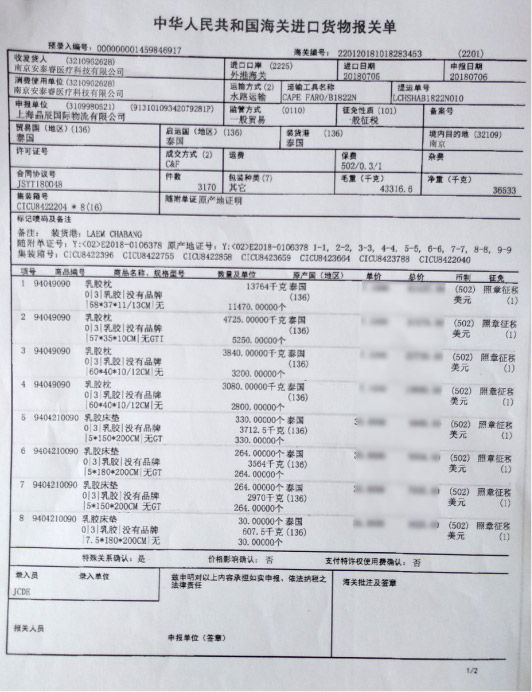 中华人民共和国海关进口货物报关单
预录入编号：000000001459846917 海关编号：220120181018283453 (2201)
收发货人 (3210962628) 进口口岸 (2225) 进口日期 申报日期
南京安泰睿医疗科技有限公司 外港海关 20180706 20180706
消费使用单位 (3210962628) 运输方式 (2) 运输工具名称 提运单号
南京安泰睿医疗科技有限公司 水路运输 CAPE FARO/B1822N LCHSHAB1822N010
申报单位 (3109980521) (91310109342079281P) 监管方式 (0110) 征免性质 (101) 备案号
上海晶辰国际物流有限公司 一般贸易 一般征税
贸易国（地区）(136) 启运国（地区）(136) 装货港 (136) 境内目的地 (32109)
泰国 泰国 泰国 南京
许可证号 成交方式 (2) 运费 保费 杂费
C&F 502/0.3/1
合同协议号 件数 包装种类 (7) 毛重（千克） 净重（千克）
JSYT180048 3170 其它 43316.6 36533
集装箱号 随附单证 原产地证明
CICU8422204 * 8(16)
标记唛码及备注
备注： 装货港：LAEM CHABANG
随附单证号：Y:<02>E2018-0106378 原产地证号：Y:<02>E2018-0106378 1-1, 2-2, 3-3, 4-4, 5-5, 6-6, 7-7, 8-8, 9-9
集装箱号：CICU8422396 CICU8422755 CICU8422858 CICU8423659 CICU8423664 CICU8423788 CICU8422040
项号 商品编号 商品名称、规格型号 数量及单位 原产国（地区） 单价 总价 币制 征免
1 94049090 乳胶枕 13764千克 泰国 (502) 照章征税
0|3|乳胶|没有品牌 (136) 美元 (1)
|58*37*11/13CM|无 11470.00000个
2 94049090 乳胶枕 4725.00000千克 泰国 (502) 照章征税
0|3|乳胶|没有品牌 (136) 美元 (1)
|57*35*10CM|无GTI 5250.00000个
3 94049090 乳胶枕 3840.00000千克 泰国 (502) 照章征税
0|3|乳胶|没有品牌 (136) 美元 (1)
|60*40*10/12CM|无 3200.00000个
4 94049090 乳胶枕 3080.00000千克 泰国 (502) 照章征税
0|3|乳胶|没有品牌 (136) 美元 (1)
|60*40*10/12CM|无 2800.00000个
5 9404210090 乳胶床垫 330.00000个 泰国 (502) 照章征税
0|3|乳胶|没有品牌 3712.5千克 (136) 美元 (1)
|5*150*200CM|无GT 330.00000个
6 9404210090 乳胶床垫 264.00000个 泰国 (502) 照章征税
0|3|乳胶|没有品牌 3564千克 (136) 美元 (1)
|5*180*200CM|无GT 264.00000个
7 9404210090 乳胶床垫 264.00000个 泰国 (502) 照章征税
0|3|乳胶|没有品牌 2970千克 (136) 美元 (1)
|5*150*200CM|无GT 264.00000个
8 9404210090 乳胶床垫 30.00000个 泰国 (502) 照章征税
0|3|乳胶|没有品牌 607.5千克 (136) 美元 (1)
|7.5*180*200CM|无 30.00000个
特殊关系确认：是 价格影响确认：否 支付特许权使用费确认：否
录入员 录入单位 兹申明对以上内容承担如实申报、依法纳税之 海关批注及签章
法律责任
JCDE
报关人员
申报单位（签章）
1/2